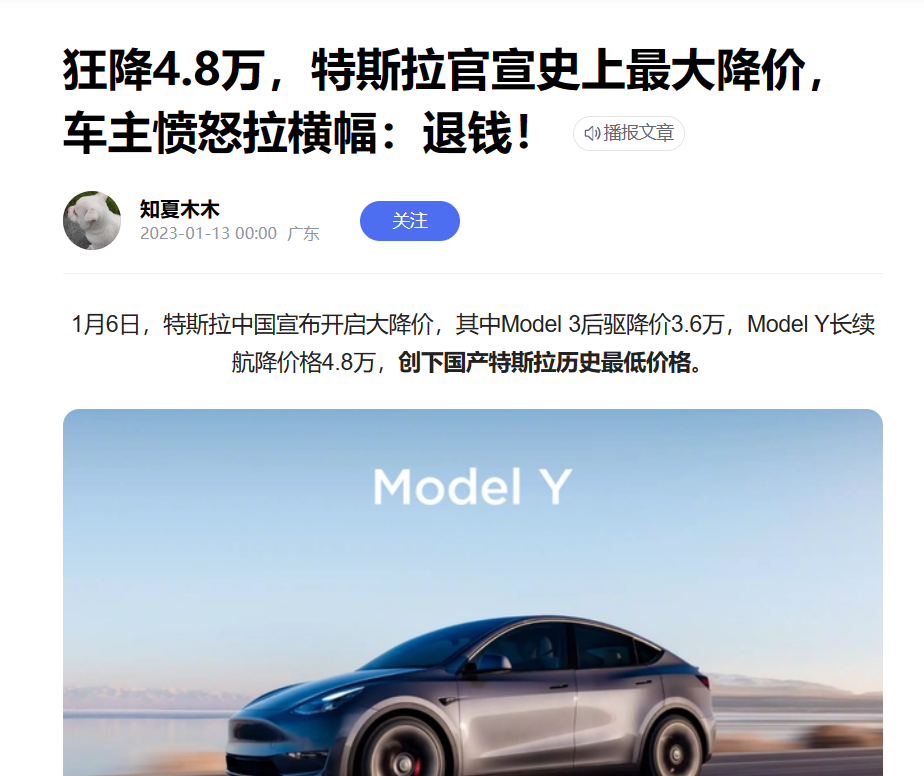 狂降4.8万，特斯拉官宣史上最大降价，
车主愤怒拉横幅：退钱！
播报文章
知夏木木
2023-01-13 00:00 广东
关注
1月6日，特斯拉中国宣布开启大降价，其中Model 3后驱降价3.6万，Model Y长续
航降价格4.8万，创下国产特斯拉历史最低价格。
Model Y